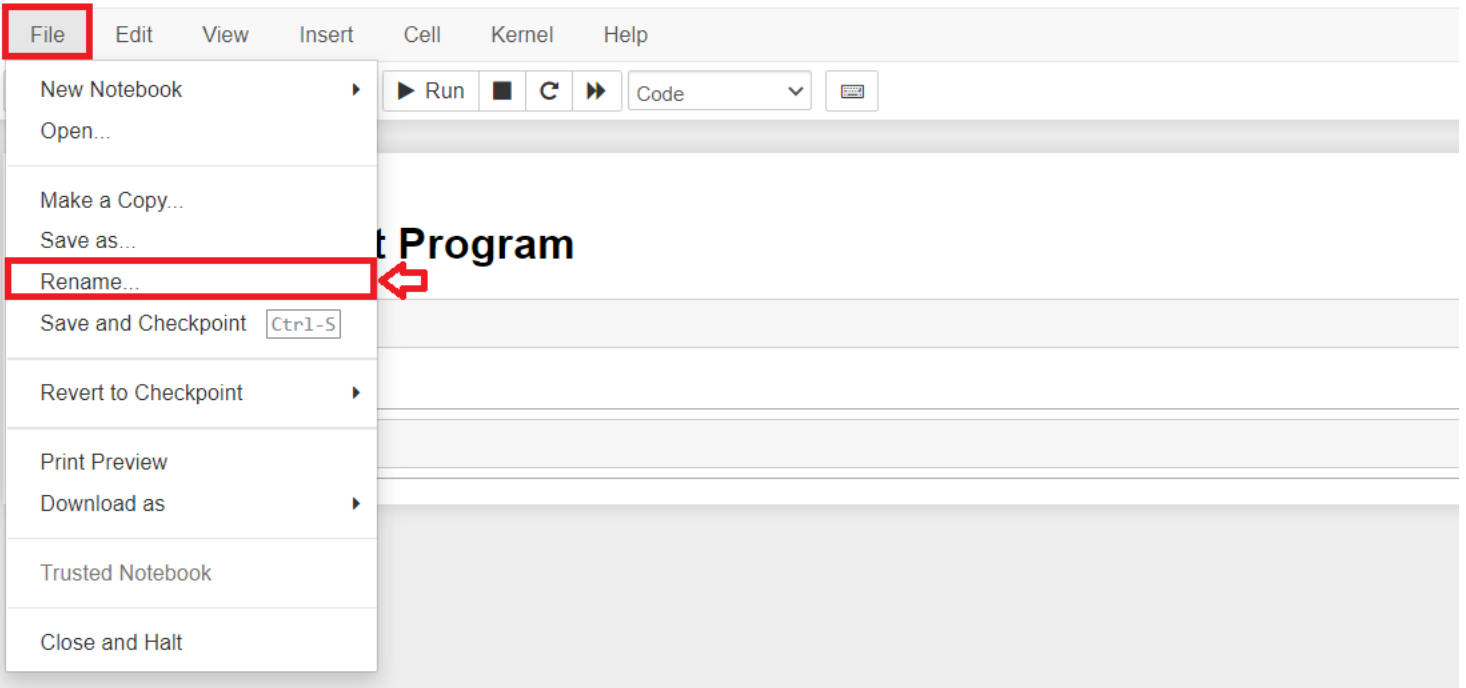 File Edit View Insert Cell Kernel Help
New Notebook
Run
Code
Open...
Make a Copy...
Save as...
Program
Rename...
Save and Checkpoint Ctrl-S
Revert to Checkpoint
Print Preview
Download as
Trusted Notebook
Close and Halt